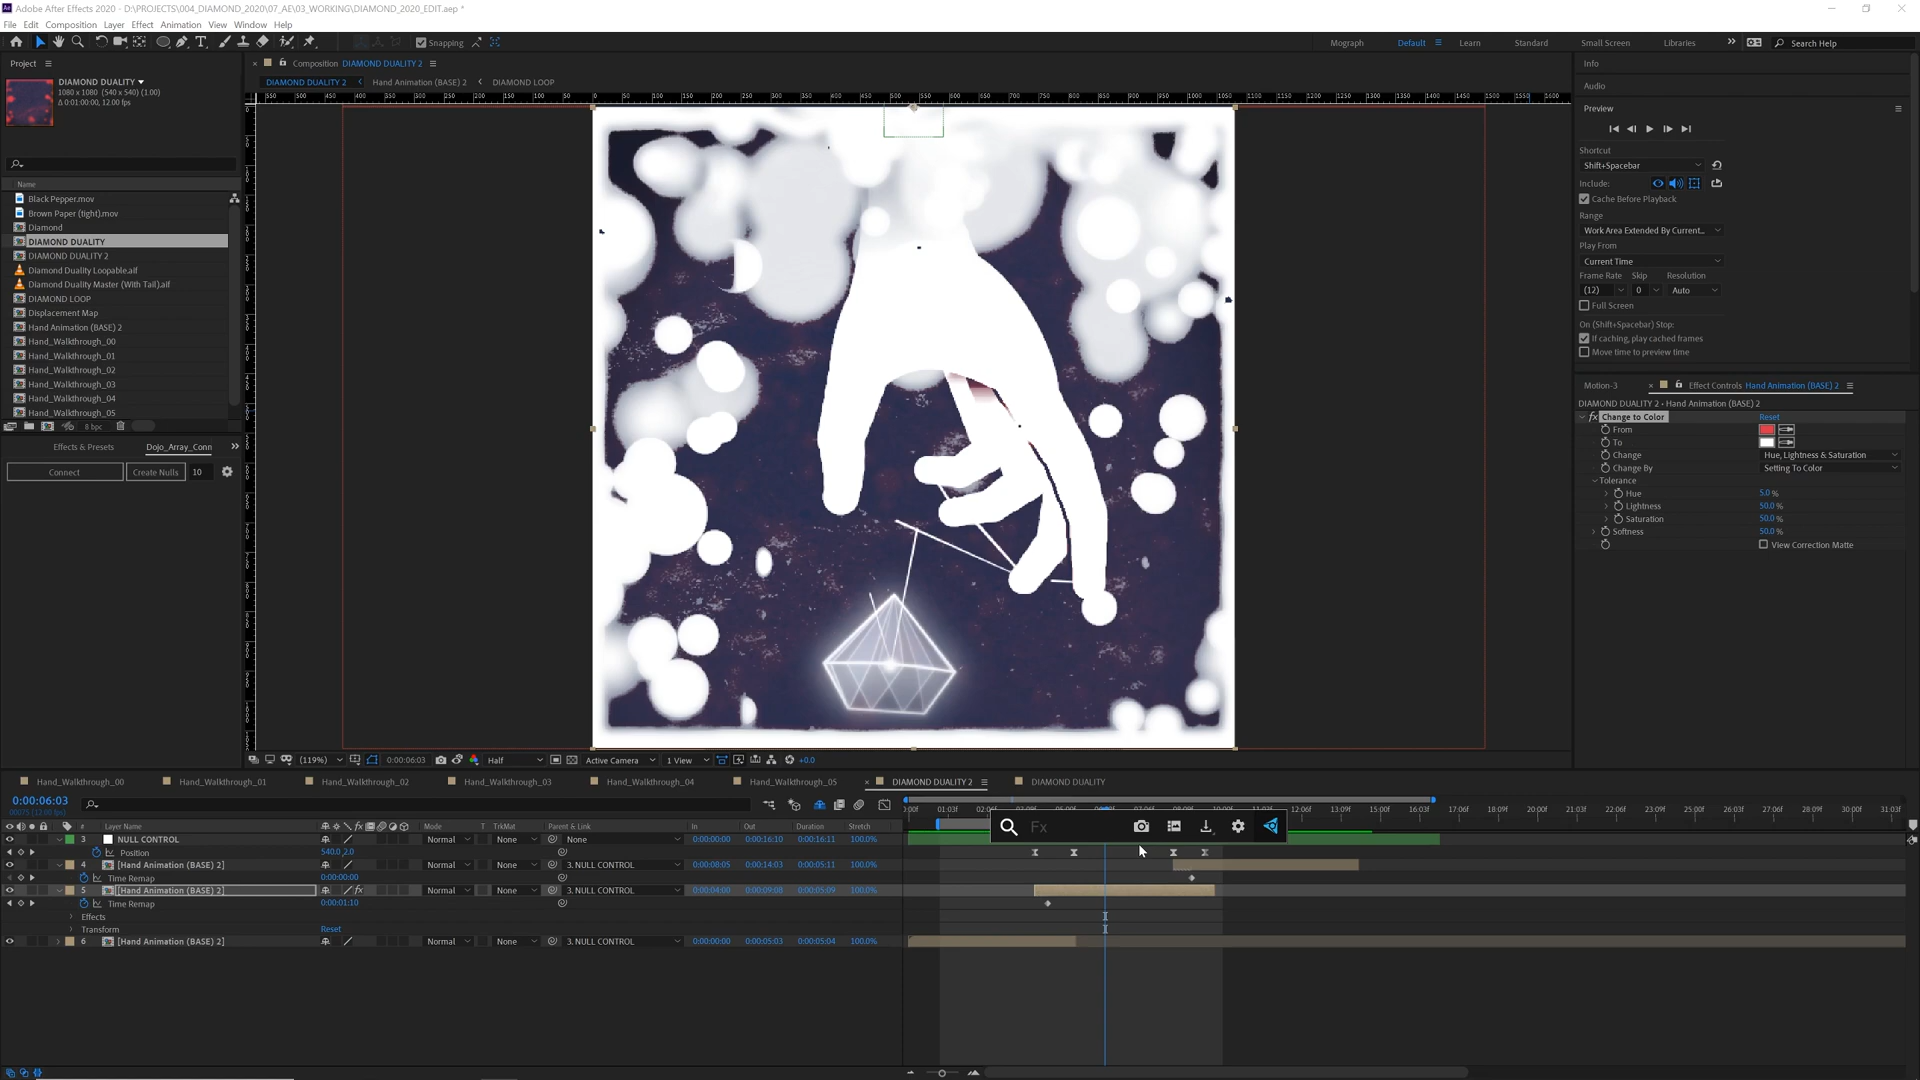 Adobe After Effects 2020 - D:\PROJECTS\004_DIAMOND_2020\07_AE\03_WORKING\DIAMOND_2020_EDIT.aep *
File Edit Composition Layer Effect Animation View Window Help
Snapping
Mograph Default Learn Standard Small Screen Libraries Search Help
Project
DIAMOND DUALITY
1080 x 1080 (540 x 540) (1.00)
Δ 0:01:00:00, 12.00 fps
Name
Black Pepper.mov
Brown Paper (tight).mov
Diamond
DIAMOND DUALITY
DIAMOND DUALITY 2
Diamond Duality Loopable.aif
Diamond Duality Master (With Tail).aif
DIAMOND LOOP
Displacement Map
Hand Animation (BASE) 2
Hand_Walkthrough_00
Hand_Walkthrough_01
Hand_Walkthrough_02
Hand_Walkthrough_03
Hand_Walkthrough_04
Hand_Walkthrough_05
8 bpc
Effects & Presets Dojo_Array_Conn
Connect Create Nulls 10
Composition DIAMOND DUALITY 2
DIAMOND DUALITY 2 Hand Animation (BASE) 2 DIAMOND LOOP
(119%) 0:00:06:03 Half Active Camera 1 View +0.0
Info
Audio
Preview
Shortcut
Shift+Spacebar
Include:
Cache Before Playback
Range
Work Area Extended By Current...
Play From
Current Time
Frame Rate Skip Resolution
(12) 0 Auto
Full Screen
On (Shift+Spacebar) Stop:
If caching, play cached frames
Move time to preview time
Motion-3 Effect Controls Hand Animation (BASE) 2
DIAMOND DUALITY 2 • Hand Animation (BASE) 2
fx Change to Color Reset
From
To
Change Hue, Lightness & Saturation
Change By Setting To Color
Tolerance
Hue 5.0 %
Lightness 50.0 %
Saturation 50.0 %
Softness 50.0 %
View Correction Matte
Hand_Walkthrough_00 Hand_Walkthrough_01 Hand_Walkthrough_02 Hand_Walkthrough_03 Hand_Walkthrough_04 Hand_Walkthrough_05 DIAMOND DUALITY 2 DIAMOND DUALITY
0:00:06:03
# Layer Name Mode T TrkMat Parent & Link In Out Duration Stretch
3 NULL CONTROL Normal None 0:00:00:00 0:00:16:10 0:00:16:11 100.0%
Position 540.0, 2.0
4 [Hand Animation (BASE) 2] Normal None 3. NULL CONTROL 0:00:08:05 0:00:14:03 0:00:05:11 100.0%
Time Remap 0:00:00:00
5 [Hand Animation (BASE) 2] fx Normal None 3. NULL CONTROL 0:00:04:00 0:00:09:08 0:00:05:09 100.0%
Time Remap 0:00:01:10
Effects
Transform Reset
6 [Hand Animation (BASE) 2] Normal None 3. NULL CONTROL 0:00:00:00 0:00:05:03 0:00:05:04 100.0%
Fx